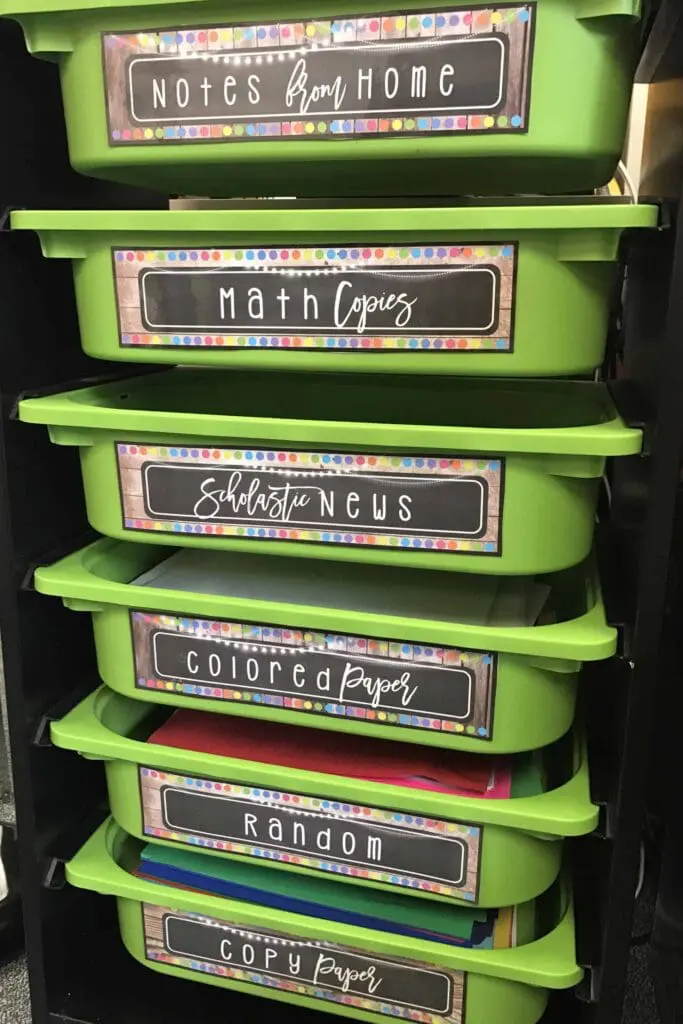 Notes from Home
Math Copies
Scholastic News
colored Paper
Random
copy Paper